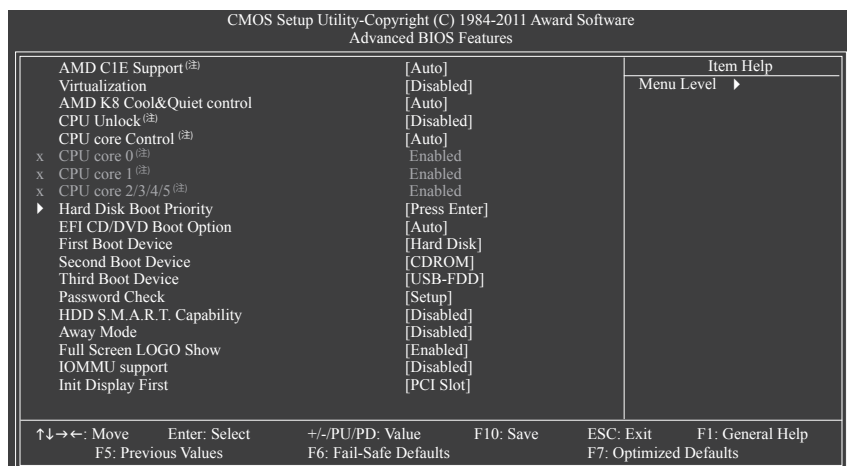 CMOS Setup Utility-Copyright (C) 1984-2011 Award Software
Advanced BIOS Features
AMD C1E Support(注) [Auto]
Virtualization [Disabled]
AMD K8 Cool&Quiet control [Auto]
CPU Unlock(注) [Disabled]
CPU core Control (注) [Auto]
x CPU core 0(注) Enabled
x CPU core 1(注) Enabled
x CPU core 2/3/4/5(注) Enabled
Hard Disk Boot Priority [Press Enter]
EFI CD/DVD Boot Option [Auto]
First Boot Device [Hard Disk]
Second Boot Device [CDROM]
Third Boot Device [USB-FDD]
Password Check [Setup]
HDD S.M.A.R.T. Capability [Disabled]
Away Mode [Disabled]
Full Screen LOGO Show [Enabled]
IOMMU support [Disabled]
Init Display First [PCI Slot]
Item Help
Menu Level
↑↓→←: Move Enter: Select +/-/PU/PD: Value F10: Save ESC: Exit F1: General Help
F5: Previous Values F6: Fail-Safe Defaults F7: Optimized Defaults